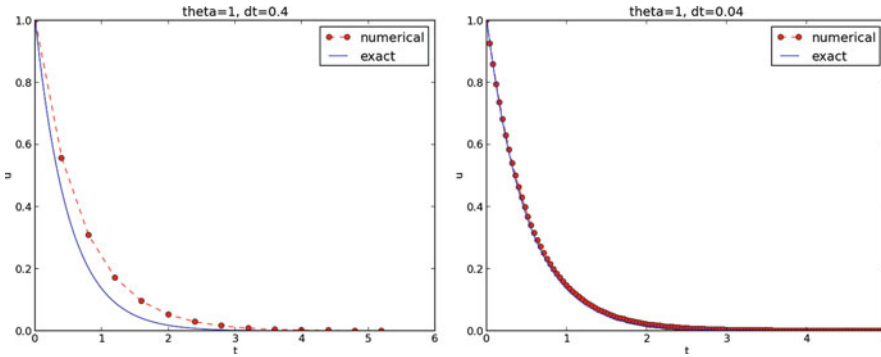 theta=1, dt=0.4
1.0
0.8
0.6
0.4
0.2
0.0
u
0 1 2 3 4 5 6
t
numerical
exact
theta=1, dt=0.04
1.0
0.8
0.6
0.4
0.2
0.0
u
0 1 2 3 4
t
numerical
exact